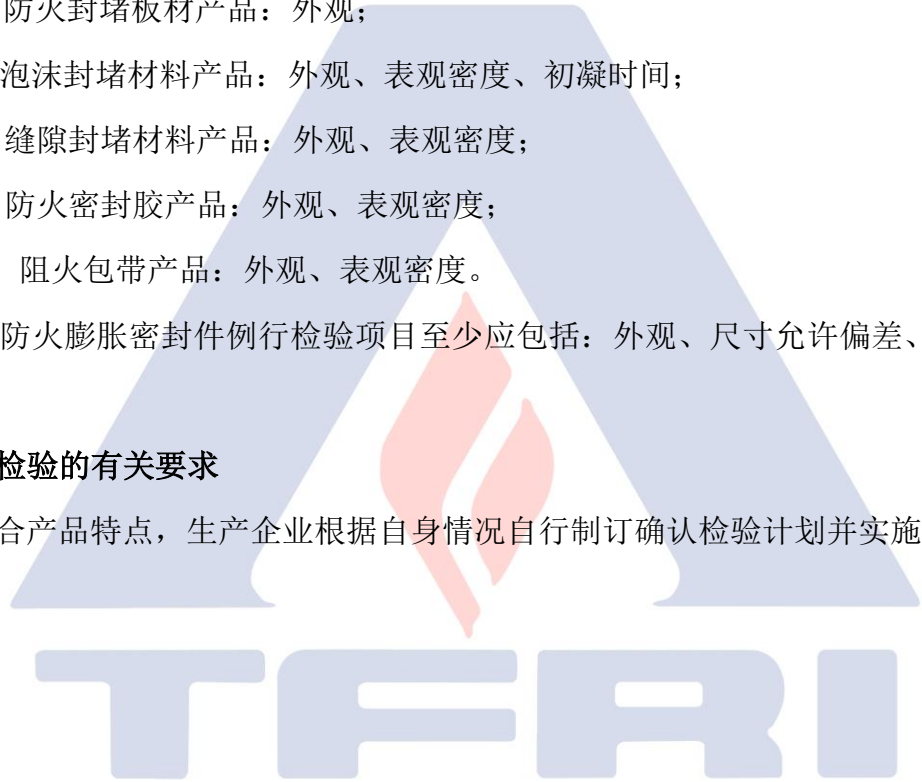 防火封堵板材产品：外观；
泡沫封堵材料产品：外观、表观密度、初凝时间；
缝隙封堵材料产品：外观、表观密度；
防火密封胶产品：外观、表观密度；
阻火包带产品：外观、表观密度。
防火膨胀密封件例行检验项目至少应包括：外观、尺寸允许偏差、
检验的有关要求
合产品特点，生产企业根据自身情况自行制订确认检验计划并实施
TFRI